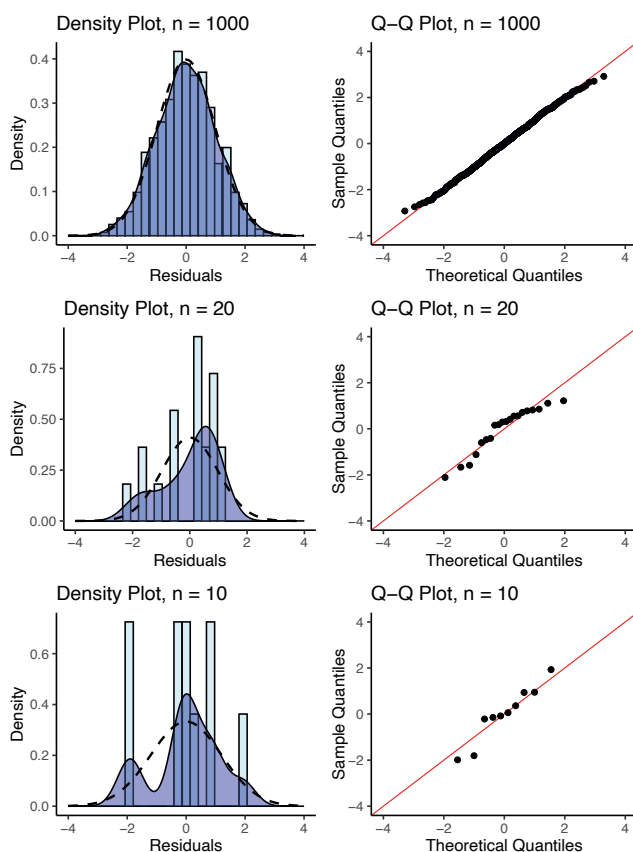 Density Plot, n = 1000
0.4
0.3
0.2
0.1
0.0
Density
−4 −2 0 2 4
Residuals
Q−Q Plot, n = 1000
4
2
0
−2
−4
Sample Quantiles
−4 −2 0 2 4
Theoretical Quantiles
Density Plot, n = 20
0.75
0.50
0.25
0.00
Density
−4 −2 0 2 4
Residuals
Q−Q Plot, n = 20
4
2
0
−2
−4
Sample Quantiles
−4 −2 0 2 4
Theoretical Quantiles
Density Plot, n = 10
0.6
0.4
0.2
0.0
Density
−4 −2 0 2 4
Residuals
Q−Q Plot, n = 10
4
2
0
−2
−4
Sample Quantiles
−4 −2 0 2 4
Theoretical Quantiles